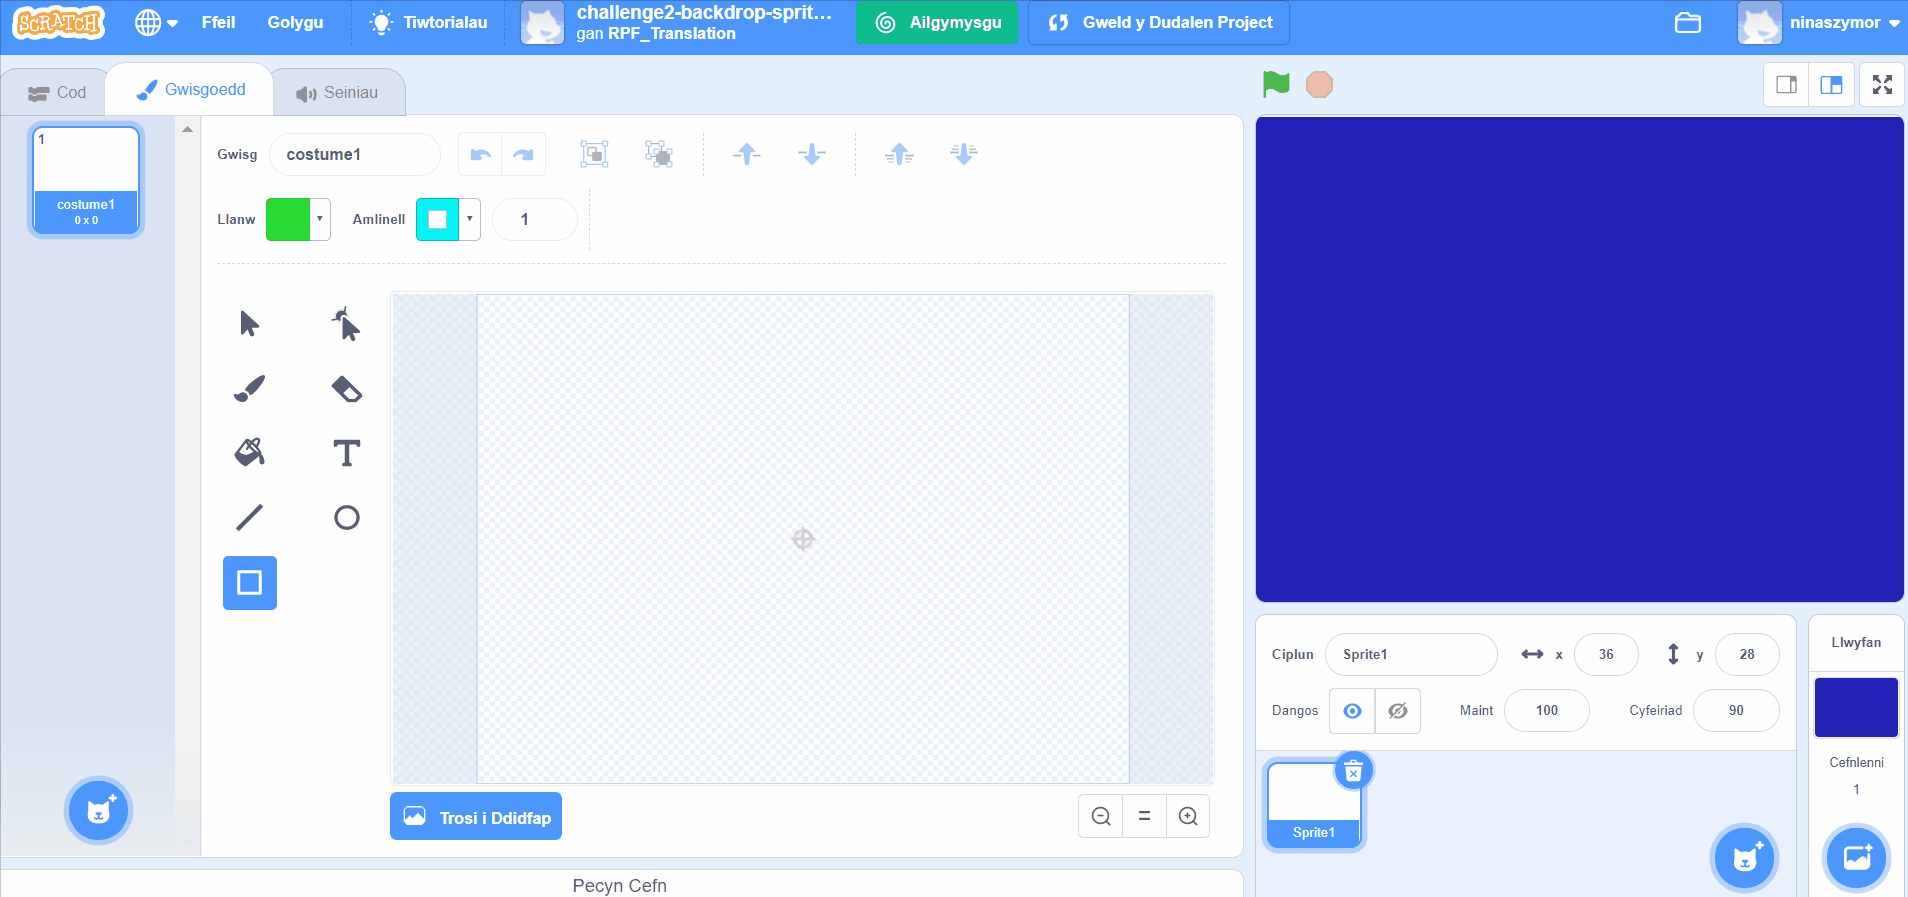 SCRATCH
Ffeil
Golygu
Tiwtorialau
challenge2-backdrop-sprit...
gan RPF_Translation
Ailgymysgu
Gweld y Dudalen Project
ninaszymor
Cod
Gwisgoedd
Seiniau
1
costume1
0 x 0
Gwisg
costume1
Llanw
Amlinell
1
Trosi i Ddidfap
Pecyn Cefn
Ciplun
Sprite1
x
36
y
28
Dangos
Maint
100
Cyfeiriad
90
Sprite1
Llwyfan
Cefnlenni
1